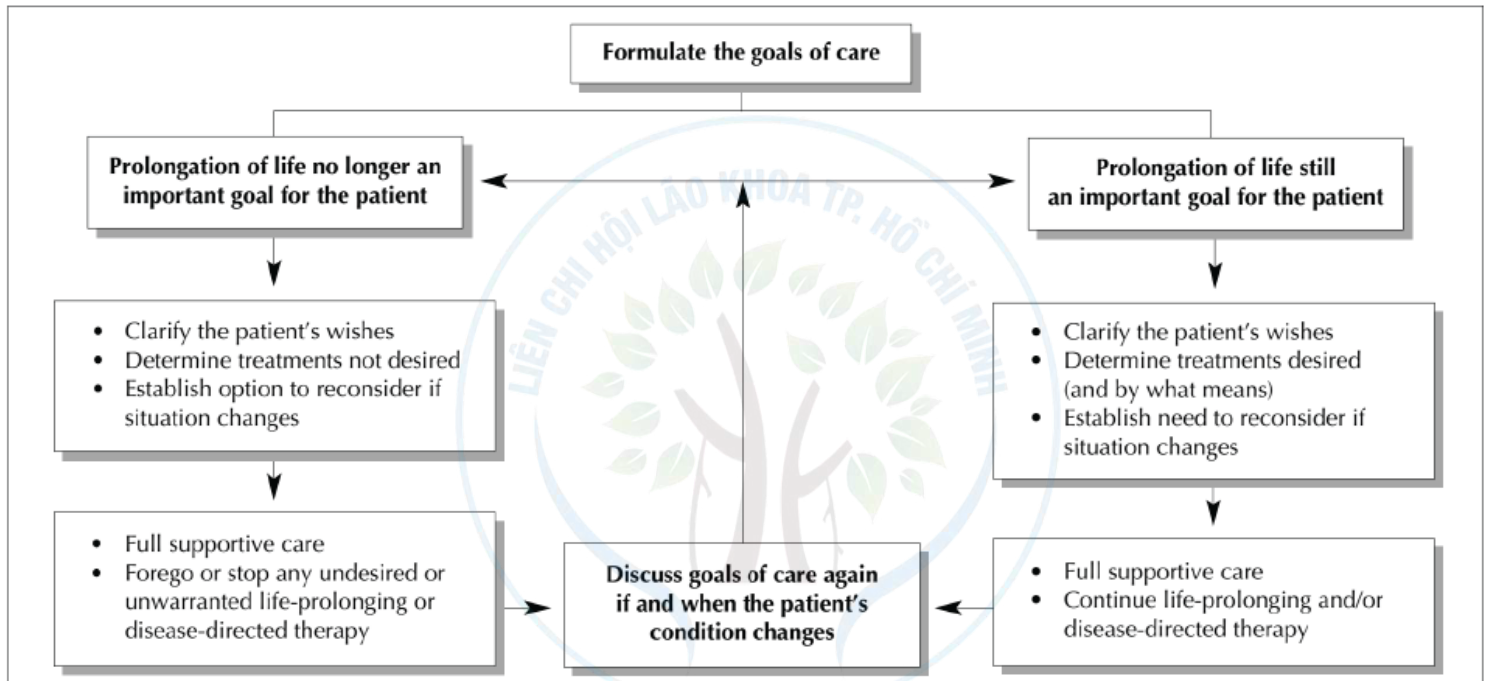 Formulate the goals of care
Prolongation of life no longer an
important goal for the patient
Prolongation of life still
an important goal for the patient
LIÊN CHI HỘI LÃO KHOA TP. HỒ CHÍ MINH
• Clarify the patient's wishes
• Determine treatments not desired
• Establish option to reconsider if
situation changes
• Clarify the patient's wishes
• Determine treatments desired
(and by what means)
• Establish need to reconsider if
situation changes
• Full supportive care
• Forego or stop any undesired or
unwarranted life-prolonging or
disease-directed therapy
Discuss goals of care again
if and when the patient's
condition changes
• Full supportive care
• Continue life-prolonging and/or
disease-directed therapy